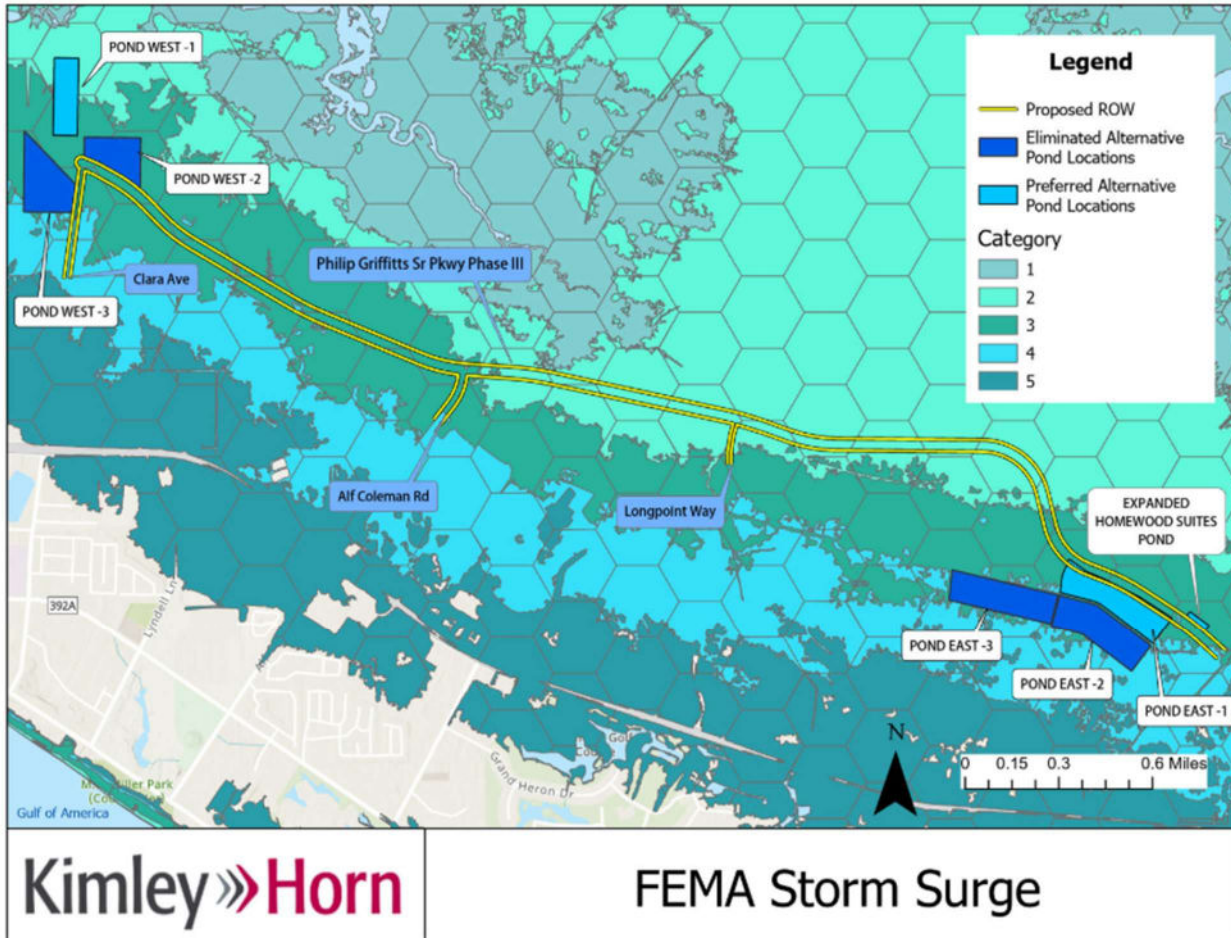 POND WEST -1
POND WEST -2
POND WEST -3
Clara Ave
Philip Griffitts Sr Pkwy Phase III
Alf Coleman Rd
Longpoint Way
EXPANDED
HOMEWOOD SUITES
POND
POND EAST -3
POND EAST -2
POND EAST -1
Legend
Proposed ROW
Eliminated Alternative
Pond Locations
Preferred Alternative
Pond Locations
Category
1
2
3
4
5
392A
Lyndell Ln
Grand Heron Dr
Gulf of America
N
0 0.15 0.3 0.6 Miles
Kimley Horn
FEMA Storm Surge